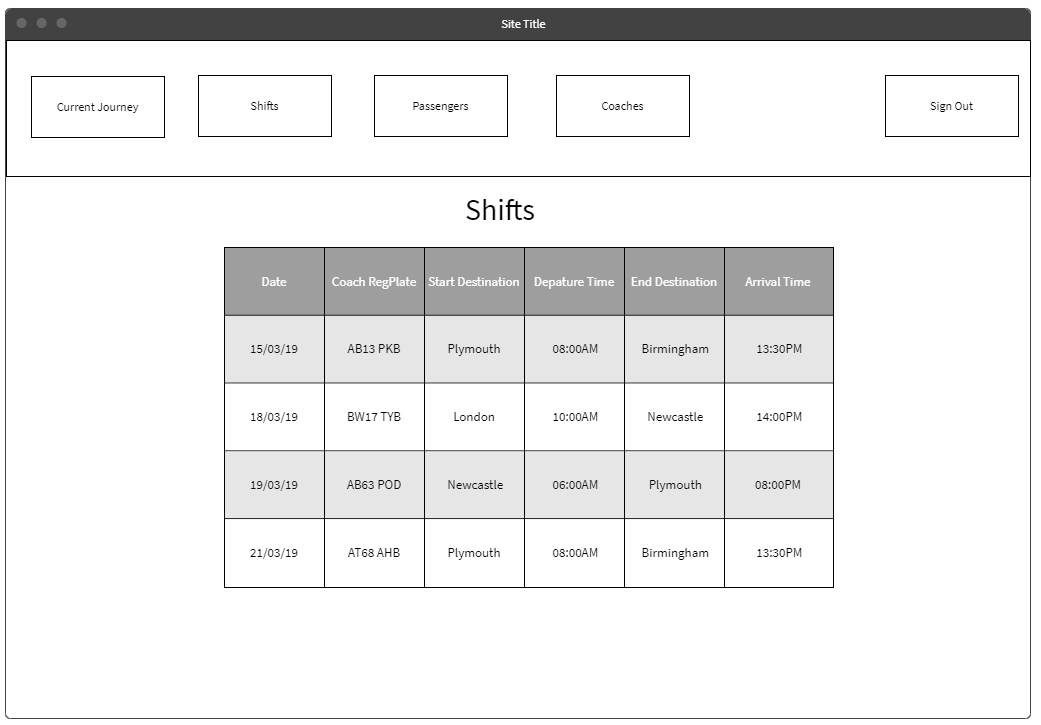 Site Title
Current Journey Shifts Passengers Coaches Sign Out
Shifts
Date Coach RegPlate Start Destination Depature Time End Destination Arrival Time
15/03/19 AB13 PKB Plymouth 08:00AM Birmingham 13:30PM
18/03/19 BW17 TYB London 10:00AM Newcastle 14:00PM
19/03/19 AB63 POD Newcastle 06:00AM Plymouth 08:00PM
21/03/19 AT68 AHB Plymouth 08:00AM Birmingham 13:30PM